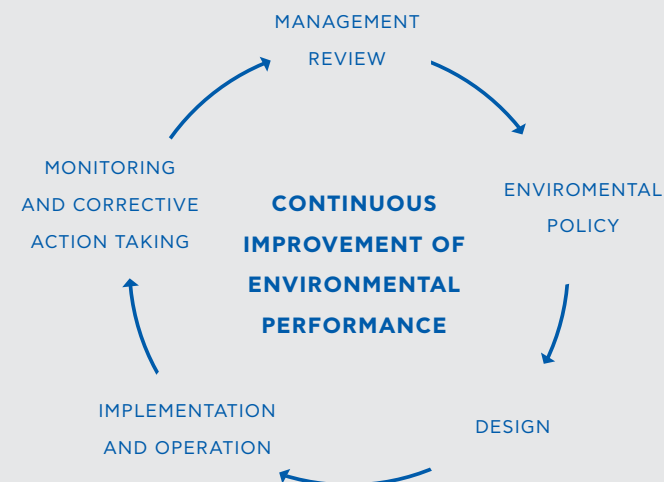 MANAGEMENT
REVIEW
ENVIROMENTAL
POLICY
DESIGN
IMPLEMENTATION
AND OPERATION
MONITORING
AND CORRECTIVE
ACTION TAKING
CONTINUOUS
IMPROVEMENT OF
ENVIRONMENTAL
PERFORMANCE